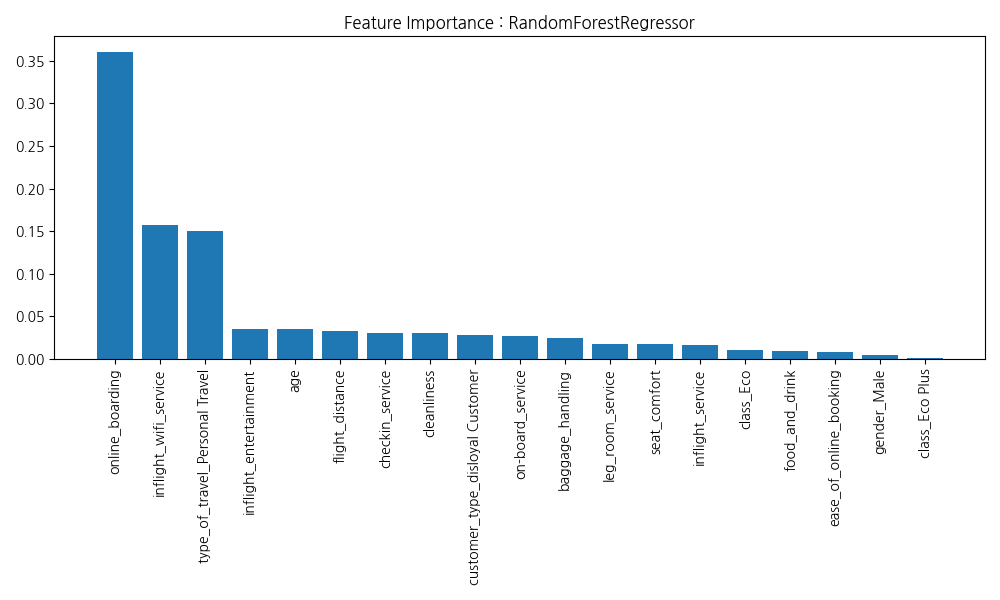 Feature Importance : RandomForestRegressor
0.35
0.30
0.25
0.20
0.15
0.10
0.05
0.00
online_boarding
inflight_wifi_service
type_of_travel_Personal Travel
inflight_entertainment
age
flight_distance
checkin_service
cleanliness
customer_type_disloyal Customer
on-board_service
baggage_handling
leg_room_service
seat_comfort
inflight_service
class_Eco
food_and_drink
ease_of_online_booking
gender_Male
class_Eco Plus